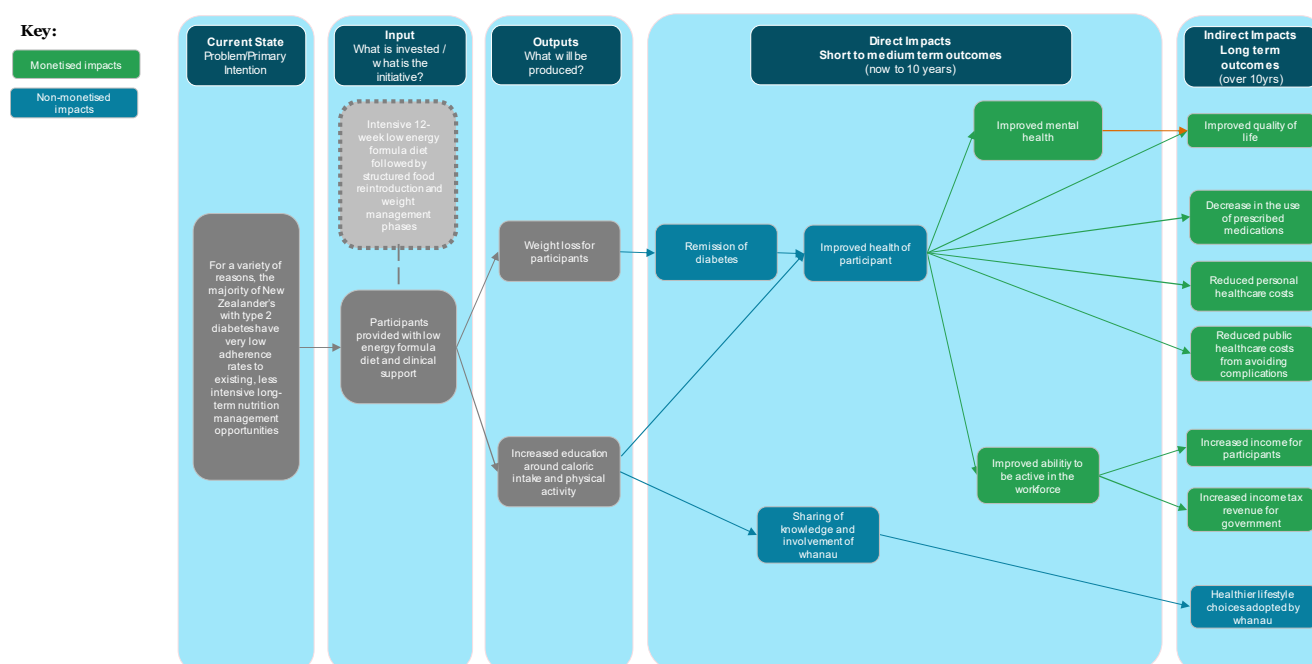 Key:
Monetised impacts
Non-monetised
impacts
Current State
Problem/Primary
Intention
For a variety of
reasons, the
majority of New
Zealander's
with type 2
diabetes have
very low
adherence
rates to
existing, less
intensive long-
term nutrition
management
opportunities
Input
What is invested /
what is the
initiative?
Intensive 12-
week low energy
formula diet
followed by
structured food
reintroduction and
weight
management
phases
Participants
provided with low
energy formula
diet and clinical
support
Outputs
What will be
produced?
Weight loss for
participants
Increased education
around caloric
intake and physical
activity
Direct Impacts
Short to medium term outcomes
(now to 10 years)
Remission of
diabetes
Improved health of
participant
Improved mental
health
Improved abilitiy to
be active in the
workforce
Sharing of
knowledge and
involvement of
whanau
Indirect Impacts
Long term
outcomes
(over 10yrs)
Improved quality of
life
Decrease in the use
of prescribed
medications
Reduced personal
healthcare costs
Reduced public
healthcare costs
from avoiding
complications
Increased income for
participants
Increased income tax
revenue for
government
Healthier lifestyle
choices adopted by
whanau